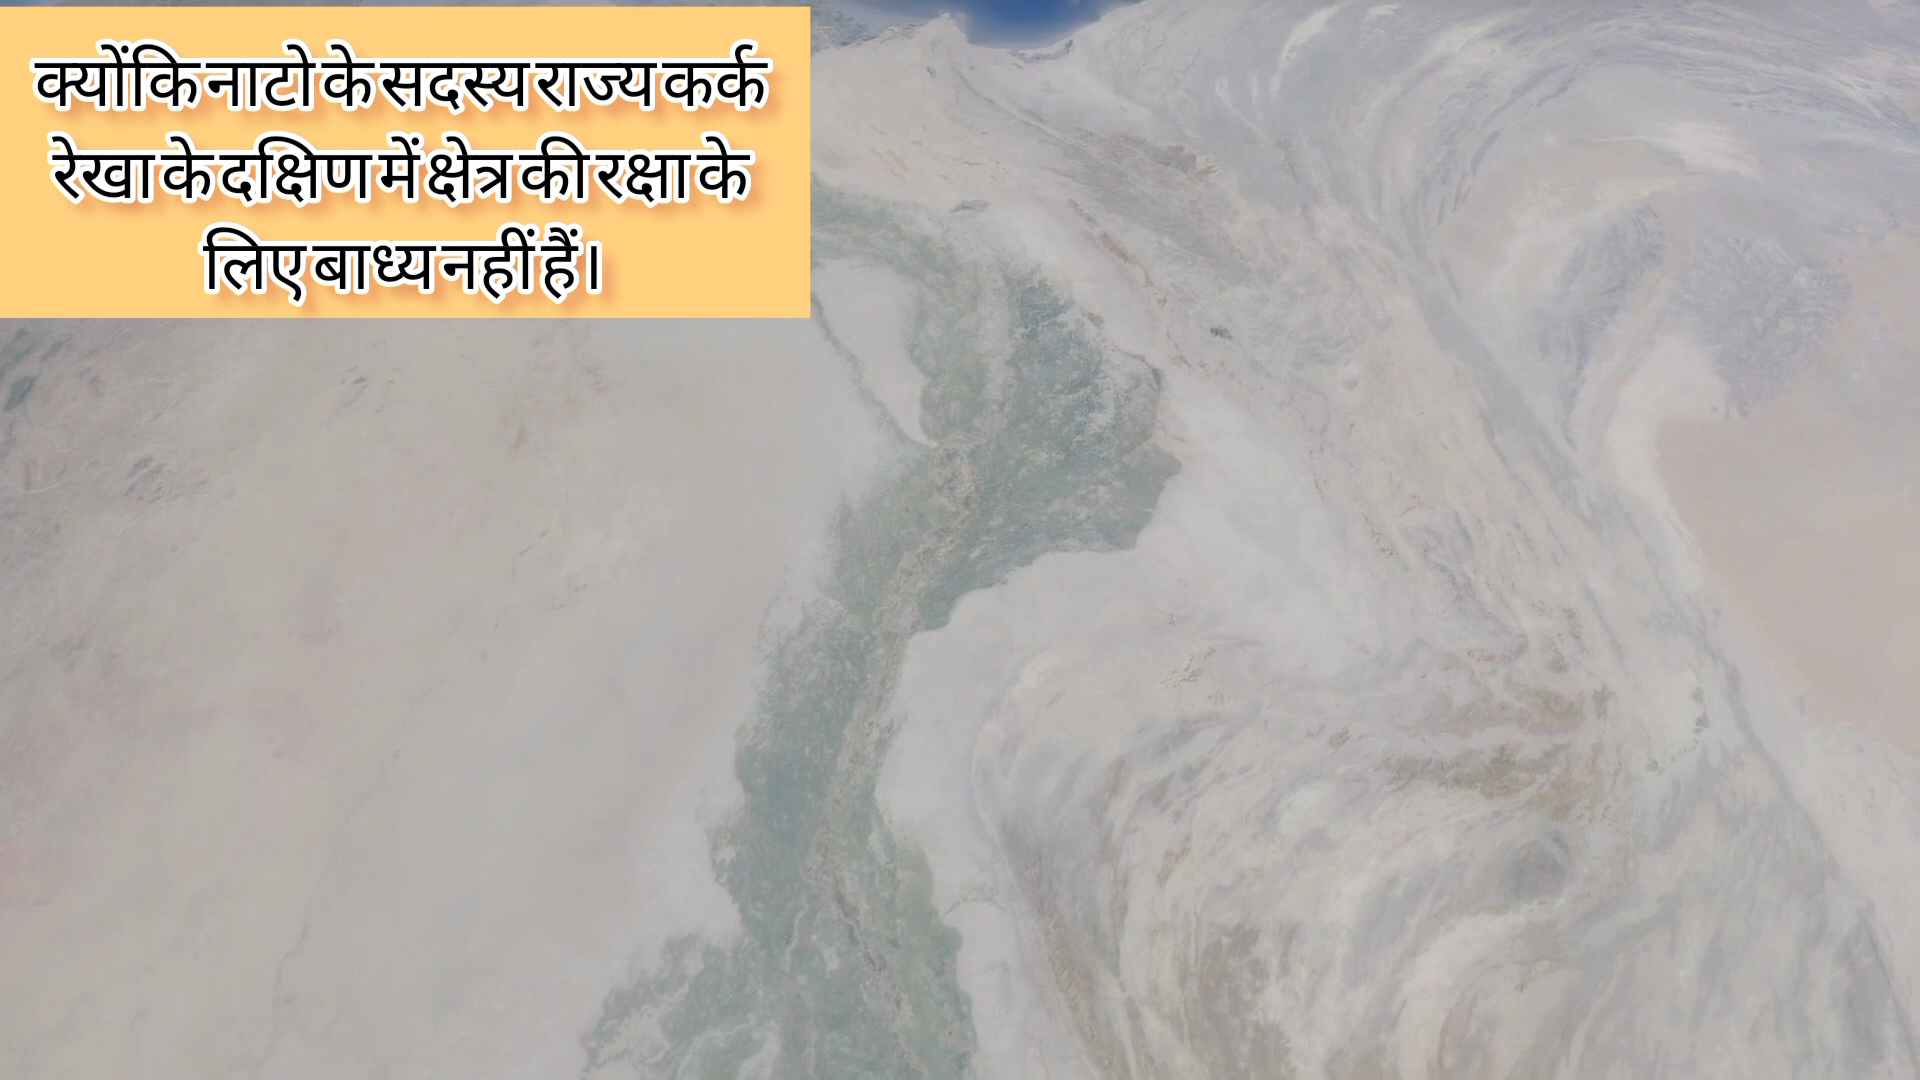 क्योंकि नाटो के सदस्य राज्य कर्क
रेखा के दक्षिण में क्षेत्र की रक्षा के
लिए बाध्य नहीं हैं।